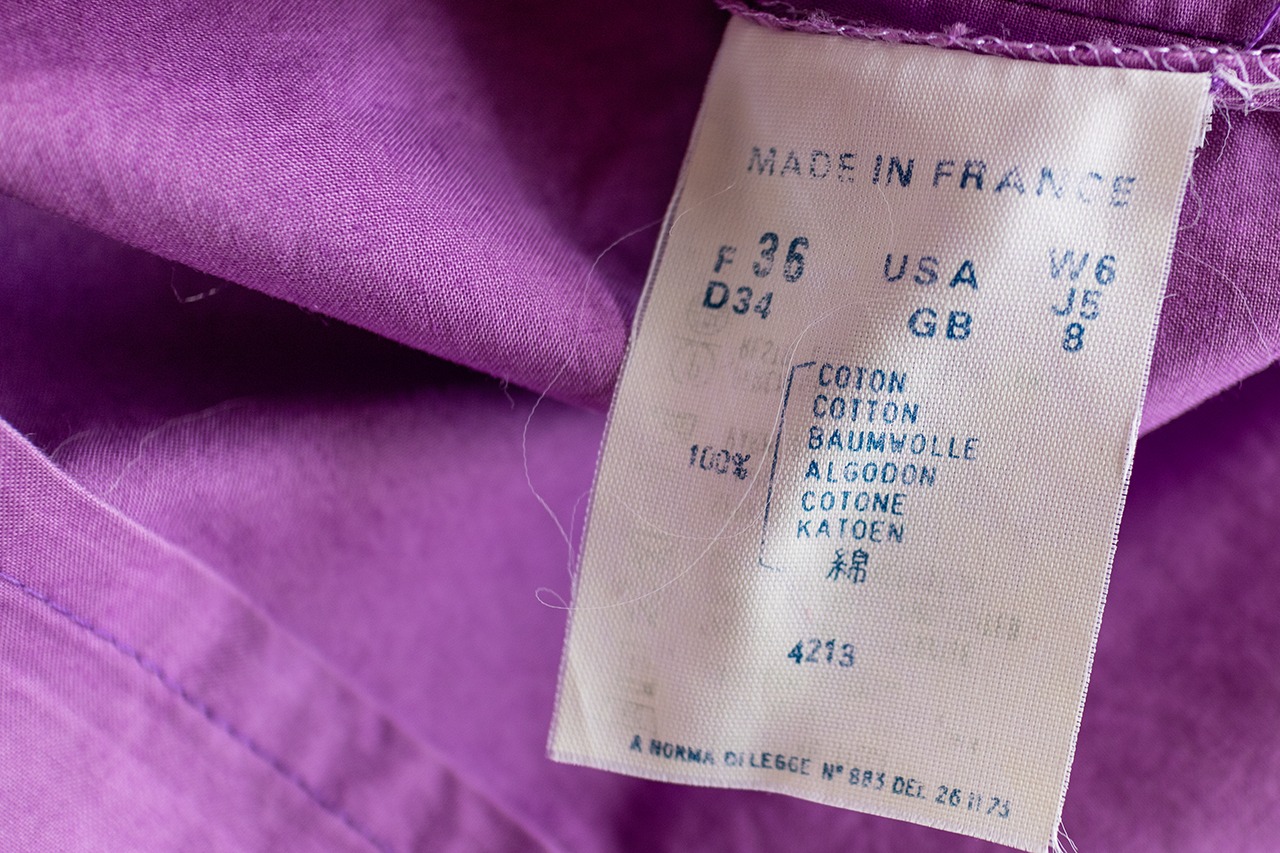 MADE IN FRANCE
F 36 USA W6
D34 J5
GB 8
COTON
COTTON
BAUMWOLLE
ALGODON
100% COTONE
KATOEN
綿
4213
A NORMA DI LEGGE N° 883 DEL 26 11 73